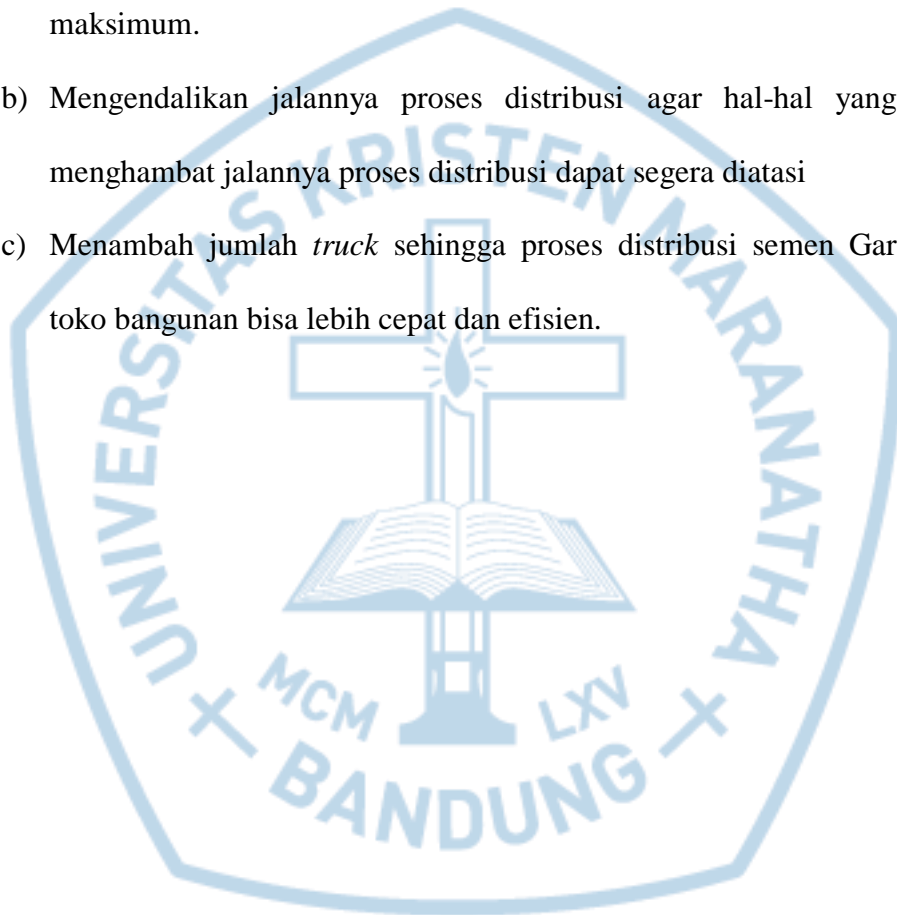 maksimum.
b) Mengendalikan jalannya proses distribusi agar hal-hal yang
menghambat jalannya proses distribusi dapat segera diatasi
c) Menambah jumlah truck sehingga proses distribusi semen Gar
toko bangunan bisa lebih cepat dan efisien.
UNIVERSITAS KRISTEN MARANATHA
MCM LXV
BANDUNG